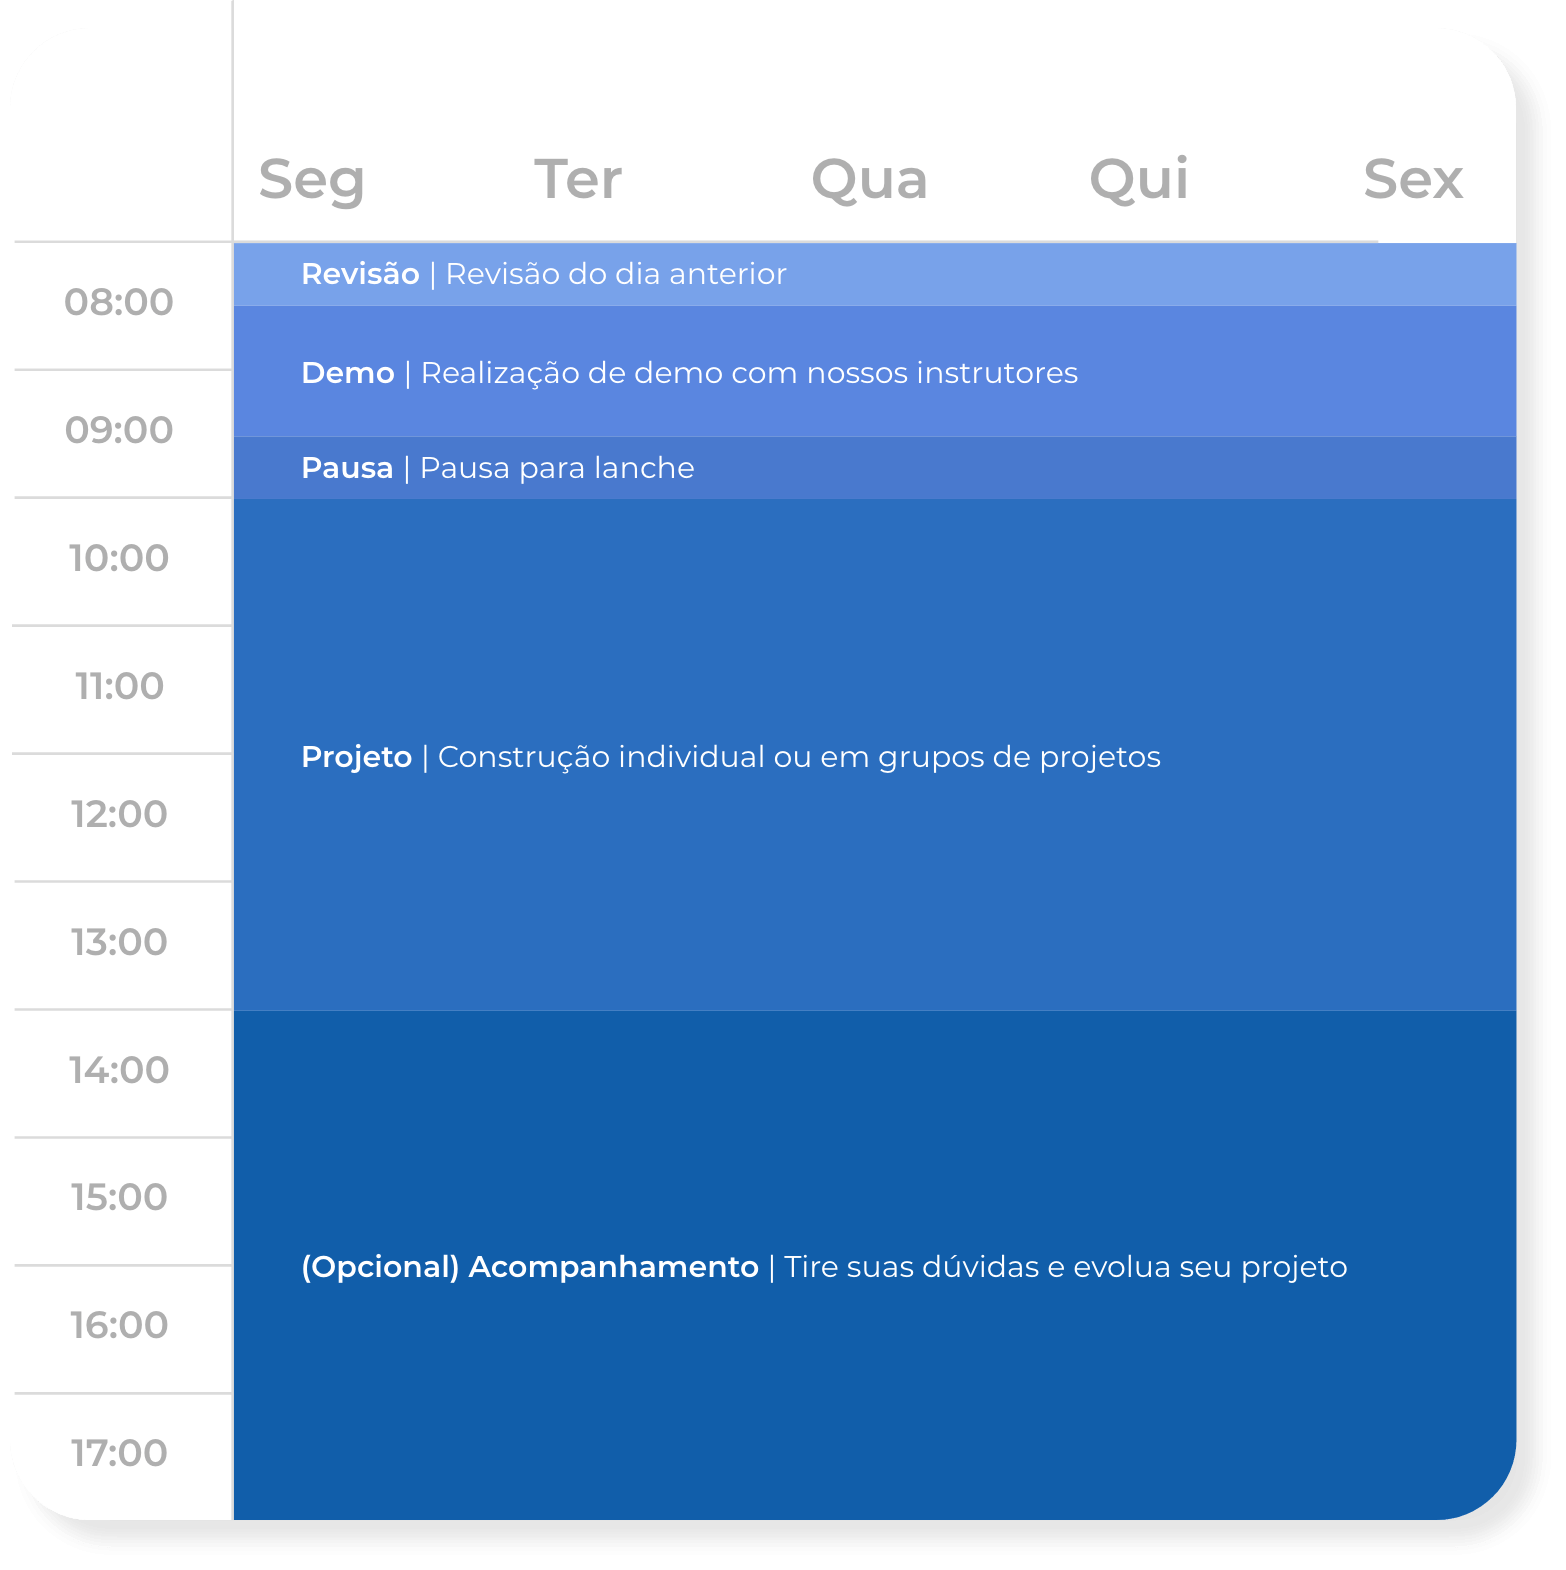 Seg Ter Qua Qui Sex
Revisão | Revisão do dia anterior
08:00
Demo | Realização de demo com nossos instrutores
09:00
Pausa | Pausa para lanche
10:00
11:00
Projeto | Construção individual ou em grupos de projetos
12:00
13:00
14:00
15:00
(Opcional) Acompanhamento | Tire suas dúvidas e evolua seu projeto
16:00
17:00